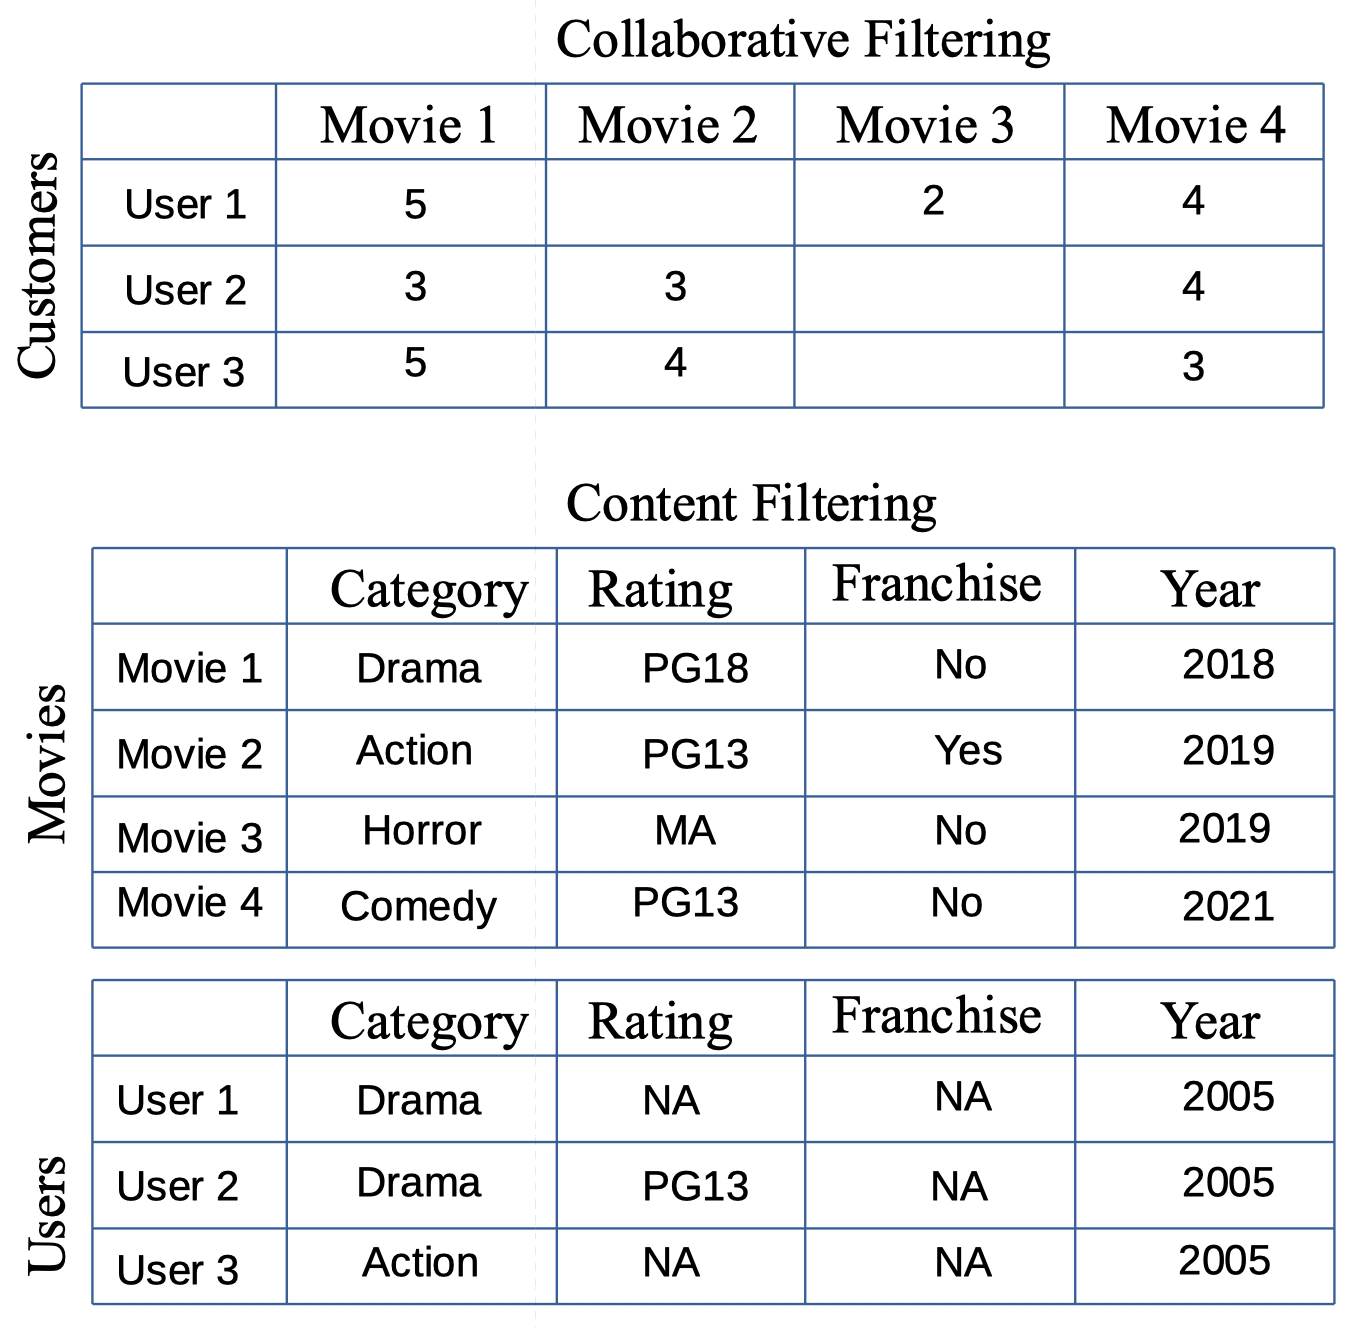 Collaborative Filtering
Customers
Movie 1 Movie 2 Movie 3 Movie 4
User 1 5 2 4
User 2 3 3 4
User 3 5 4 3
Content Filtering
Movies
Category Rating Franchise Year
Movie 1 Drama PG18 No 2018
Movie 2 Action PG13 Yes 2019
Movie 3 Horror MA No 2019
Movie 4 Comedy PG13 No 2021
Users
Category Rating Franchise Year
User 1 Drama NA NA 2005
User 2 Drama PG13 NA 2005
User 3 Action NA NA 2005